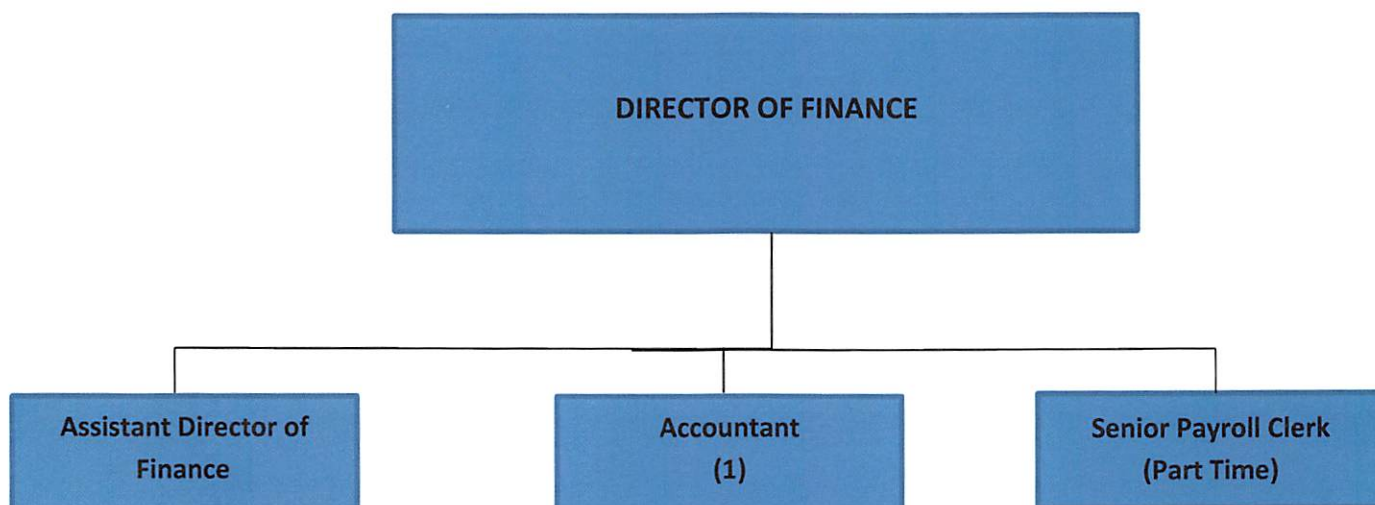 DIRECTOR OF FINANCE
Assistant Director of
Finance
Accountant
(1)
Senior Payroll Clerk
(Part Time)